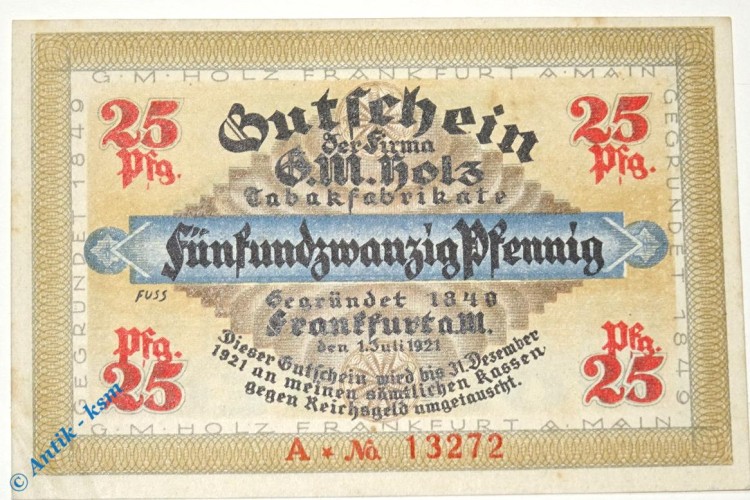 G·M·HOLZ FRANKFURT A·MAIN
GEGRÜNDET 1849
GEGRÜNDET 1849
25 Pfg.
25 Pfg.
Gutschein
der Firma
G.M.Holz
Tabakfabrikate
Fünfundzwanzig Pfennig
FUSS
Gegründet 1849
Frankfurt a M.
den 1. Juli 1921
Dieser Gutschein wird bis 31. Desember
1921 an meinen sämtlichen Kassen
gegen Reichsgeld umgetauscht.
Pfg. 25
Pfg. 25
G·M·HOLZ FRANKFURT A·MAIN
A * No. 13272
© Antik - ksm